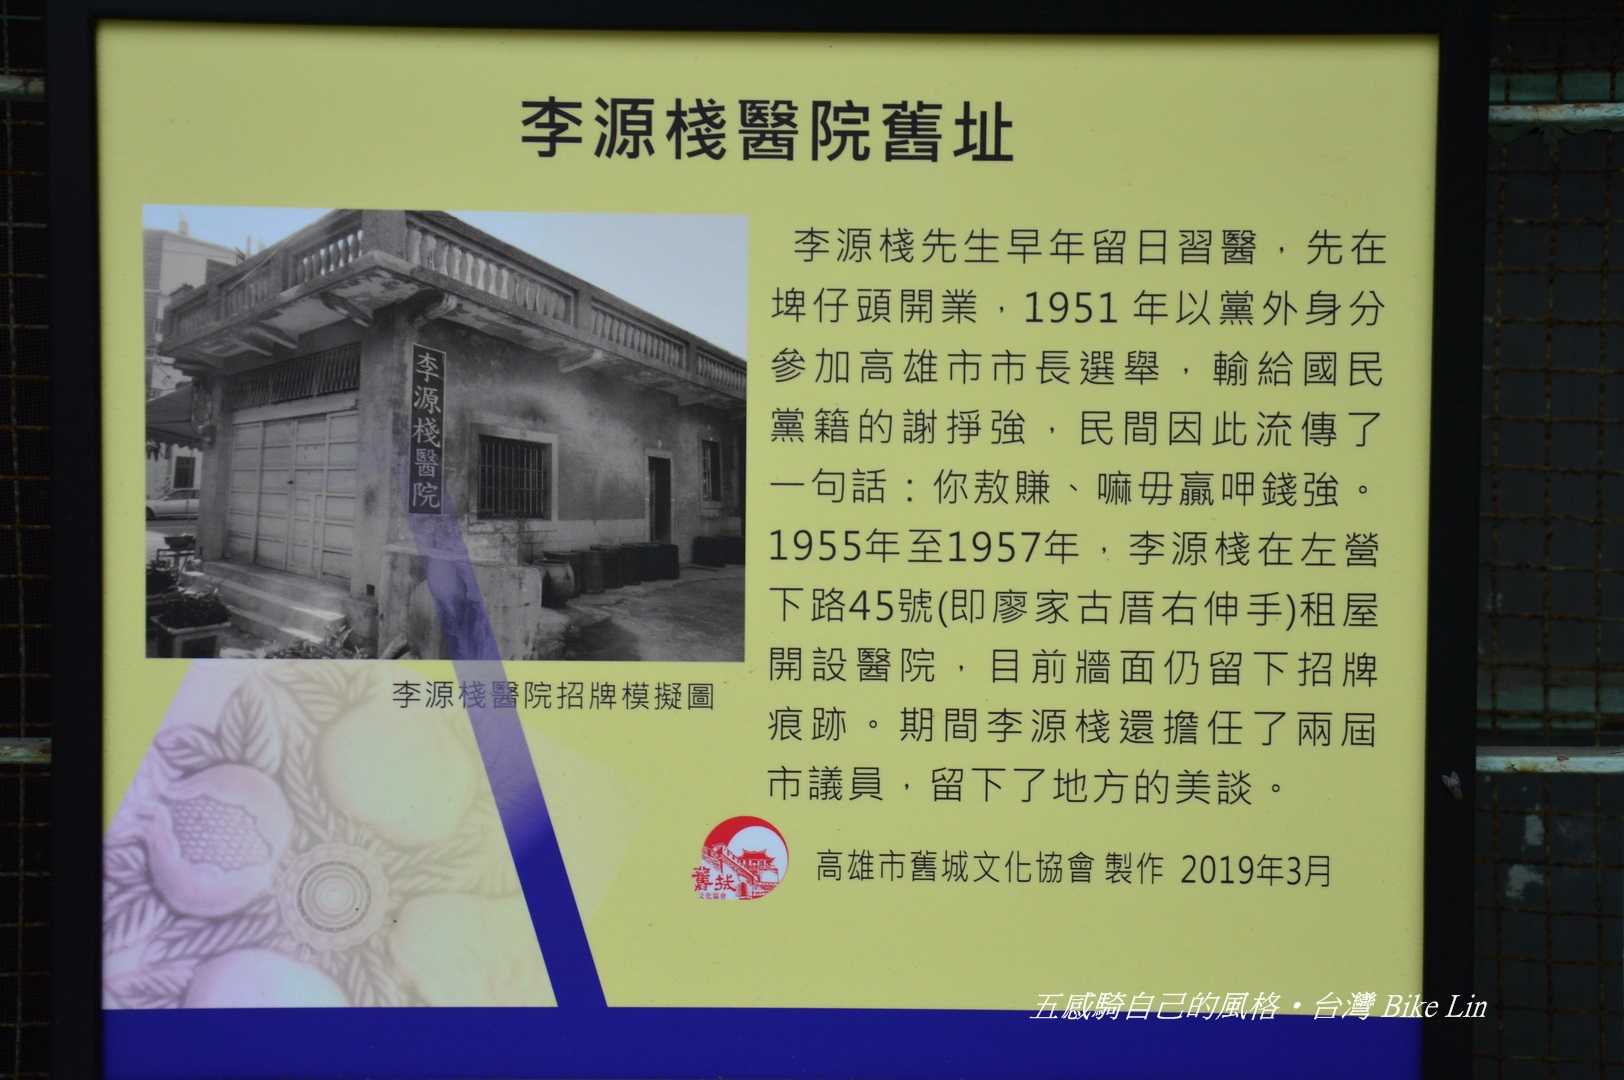 李源棧醫院舊址
李源棧醫院
李源棧醫院招牌模擬圖
李源棧先生早年留日習醫，先在
埤仔頭開業，1951年以黨外身分
參加高雄市市長選舉，輸給國民
黨籍的謝掙強，民間因此流傳了
一句話：你敖賺、嘛毋贏呷錢強。
1955年至1957年，李源棧在左營
下路45號(即廖家古厝右伸手)租屋
開設醫院，目前牆面仍留下招牌
痕跡。期間李源棧還擔任了兩屆
市議員，留下了地方的美談。
舊城
文化協會
高雄市舊城文化協會 製作 2019年3月
五感騎自己的風格·台灣 Bike Lin